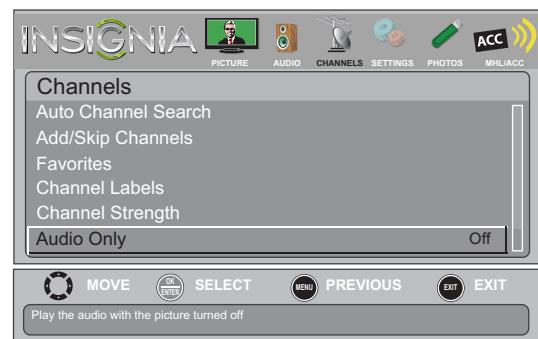 INSIGNIA
PICTURE AUDIO CHANNELS SETTINGS PHOTOS MHL/ACC
ACC
Channels
Auto Channel Search
Add/Skip Channels
Favorites
Channel Labels
Channel Strength
Audio Only Off
MOVE OK ENTER SELECT MENU PREVIOUS EXIT EXIT
Play the audio with the picture turned off